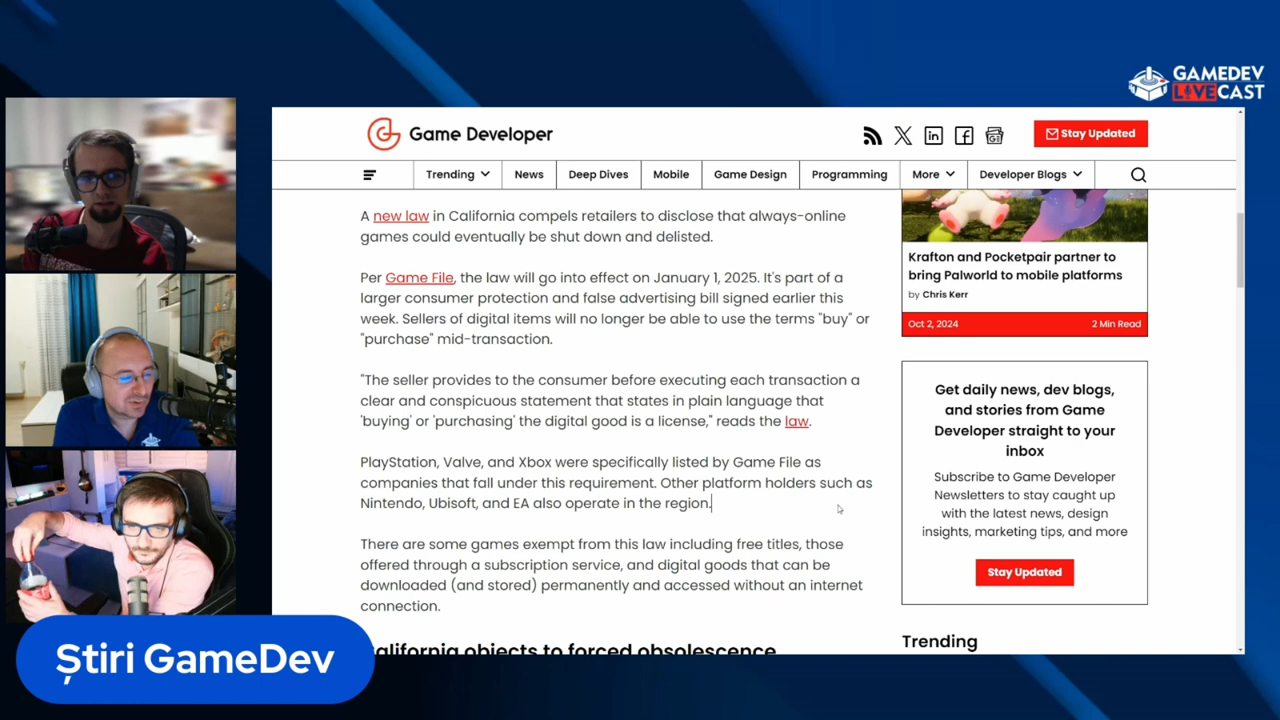 GAMEDEV
LIVECAST
Game Developer
Stay Updated
Trending
News
Deep Dives
Mobile
Game Design
Programming
More
Developer Blogs
A new law in California compels retailers to disclose that always-online
games could eventually be shut down and delisted.
Per Game File, the law will go into effect on January 1, 2025. It's part of a
larger consumer protection and false advertising bill signed earlier this
week. Sellers of digital items will no longer be able to use the terms "buy" or
"purchase" mid-transaction.
"The seller provides to the consumer before executing each transaction a
clear and conspicuous statement that states in plain language that
'buying' or 'purchasing' the digital good is a license," reads the law.
PlayStation, Valve, and Xbox were specifically listed by Game File as
companies that fall under this requirement. Other platform holders such as
Nintendo, Ubisoft, and EA also operate in the region.
There are some games exempt from this law including free titles, those
offered through a subscription service, and digital goods that can be
downloaded (and stored) permanently and accessed without an internet
connection.
California objects to forced obsolescence
Krafton and Pocketpair partner to
bring Palworld to mobile platforms
by Chris Kerr
Oct 2, 2024
2 Min Read
Get daily news, dev blogs,
and stories from Game
Developer straight to your
inbox
Subscribe to Game Developer
Newsletters to stay caught up
with the latest news, design
insights, marketing tips, and more
Stay Updated
Trending
Știri GameDev